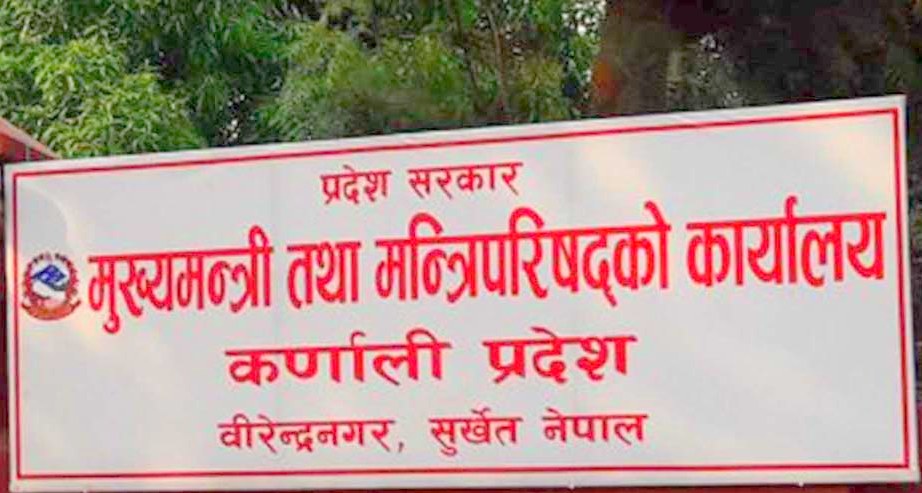 प्रदेश सरकार
मुख्यमन्त्री तथा मन्त्रिपरिषद्को कार्यालय
कर्णाली प्रदेश
वीरेन्द्रनगर, सुर्खेत नेपाल